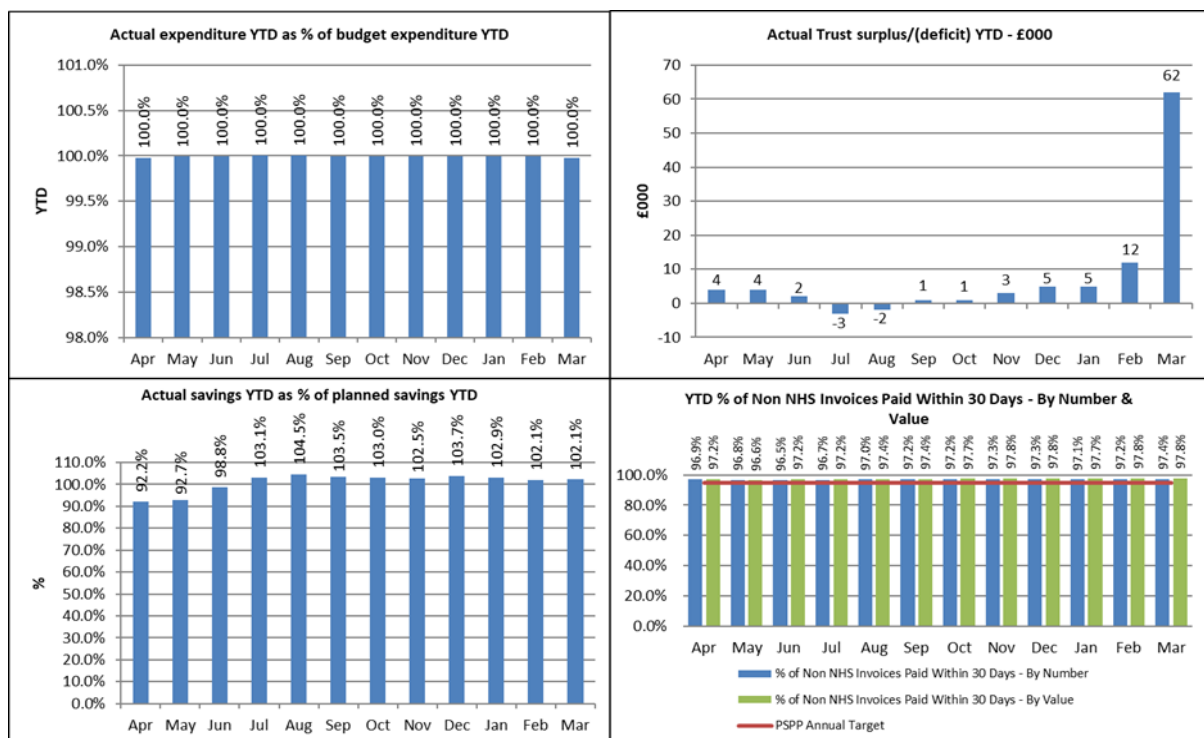 Actual expenditure YTD as % of budget expenditure YTD
101.0%
100.5%
100.0%
99.5%
99.0%
98.5%
98.0%
YTD
100.0% 100.0% 100.0% 100.0% 100.0% 100.0% 100.0% 100.0% 100.0% 100.0% 100.0% 100.0%
Apr May Jun Jul Aug Sep Oct Nov Dec Jan Feb Mar
Actual Trust surplus/(deficit) YTD - £000
70
60
50
40
30
20
10
0
-10
£000
4 4 2 -3 -2 1 1 3 5 5 12 62
Apr May Jun Jul Aug Sep Oct Nov Dec Jan Feb Mar
Actual savings YTD as % of planned savings YTD
110.0%
100.0%
90.0%
80.0%
70.0%
60.0%
50.0%
40.0%
30.0%
20.0%
10.0%
0.0%
%
92.2% 92.7% 98.8% 103.1% 104.5% 103.5% 103.0% 102.5% 103.7% 102.9% 102.1% 102.1%
Apr May Jun Jul Aug Sep Oct Nov Dec Jan Feb Mar
YTD % of Non NHS Invoices Paid Within 30 Days - By Number &
Value
96.9% 97.2% 96.8% 96.6% 96.5% 97.2% 96.7% 97.2% 97.0% 97.4% 97.2% 97.4% 97.2% 97.7% 97.3% 97.8% 97.3% 97.8% 97.1% 97.7% 97.2% 97.8% 97.4% 97.8%
100.0%
80.0%
60.0%
40.0%
20.0%
0.0%
Apr May Jun Jul Aug Sep Oct Nov Dec Jan Feb Mar
% of Non NHS Invoices Paid Within 30 Days - By Number
% of Non NHS Invoices Paid Within 30 Days - By Value
PSPP Annual Target